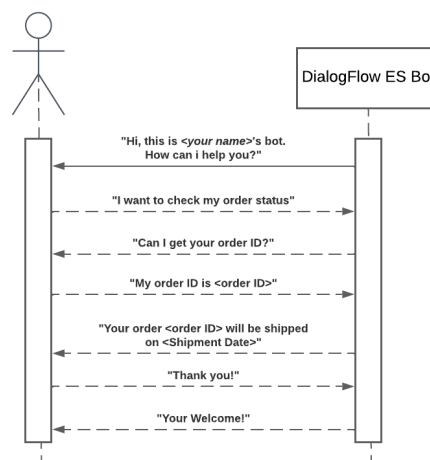 DialogFlow ES Bo
"Hi, this is <your name>'s bot.
How can i help you?"
"I want to check my order status"
"Can I get your order ID?"
"My order ID is <order ID>"
"Your order <order ID> will be shipped
on <Shipment Date>"
"Thank you!"
"Your Welcome!"